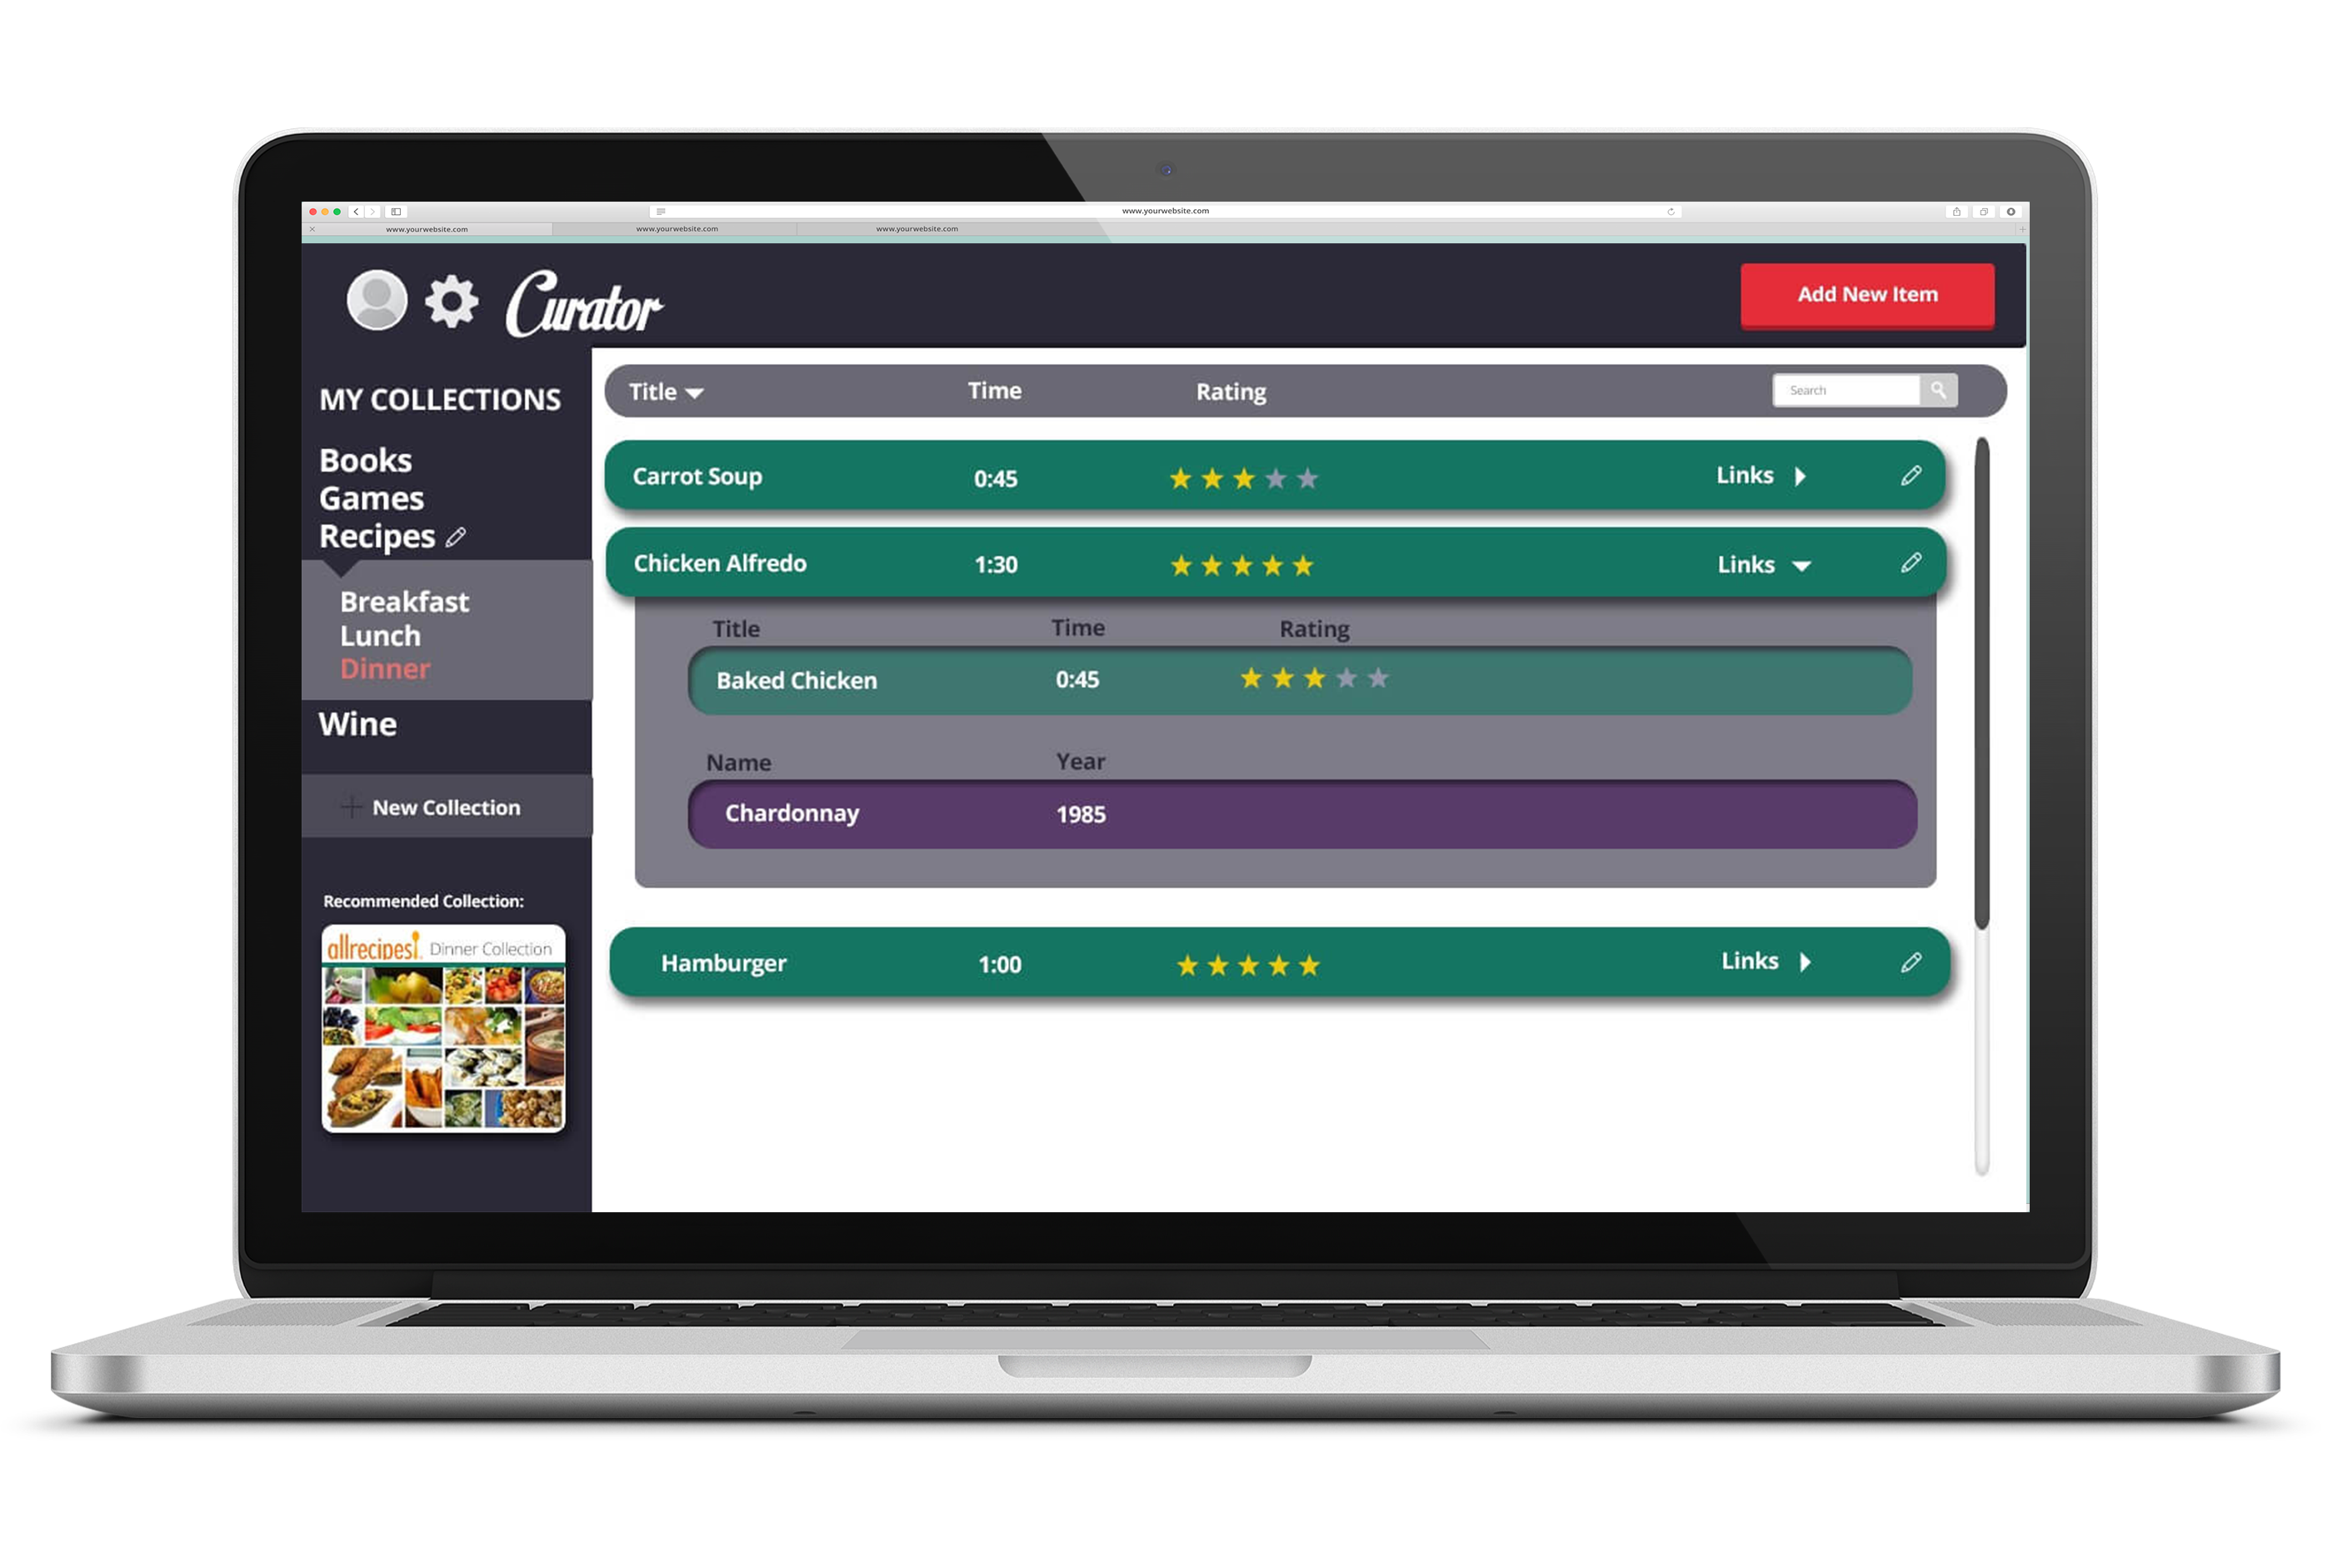 www.yourwebsite.com
www.yourwebsite.com www.yourwebsite.com www.yourwebsite.com
Curator
Add New Item
MY COLLECTIONS
Books
Games
Recipes
Breakfast
Lunch
Dinner
Wine
New Collection
Recommended Collection:
allrecipes Dinner Collection
Title Time Rating Search
Carrot Soup 0:45 Links
Chicken Alfredo 1:30 Links
Title Time Rating
Baked Chicken 0:45
Name Year
Chardonnay 1985
Hamburger 1:00 Links